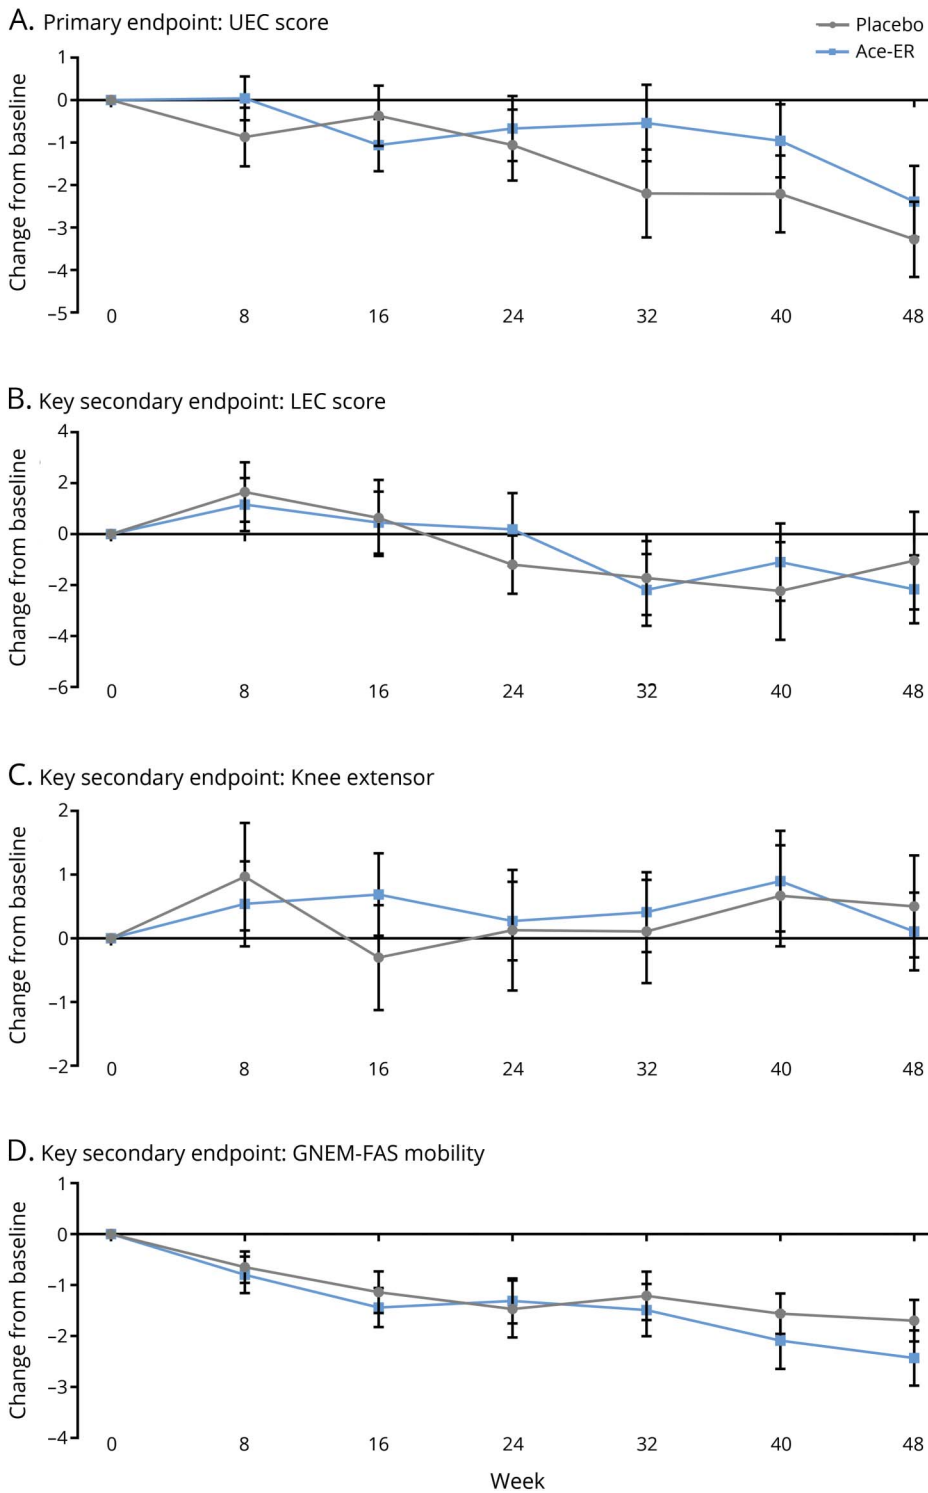 A. Primary endpoint: UEC score
Placebo
Ace-ER
Change from baseline
1
0
–1
–2
–3
–4
–5
0 8 16 24 32 40 48
B. Key secondary endpoint: LEC score
Change from baseline
4
2
0
–2
–4
–6
0 8 16 24 32 40 48
C. Key secondary endpoint: Knee extensor
Change from baseline
2
1
0
–1
–2
0 8 16 24 32 40 48
D. Key secondary endpoint: GNEM-FAS mobility
Change from baseline
1
0
–1
–2
–3
–4
0 8 16 24 32 40 48
Week